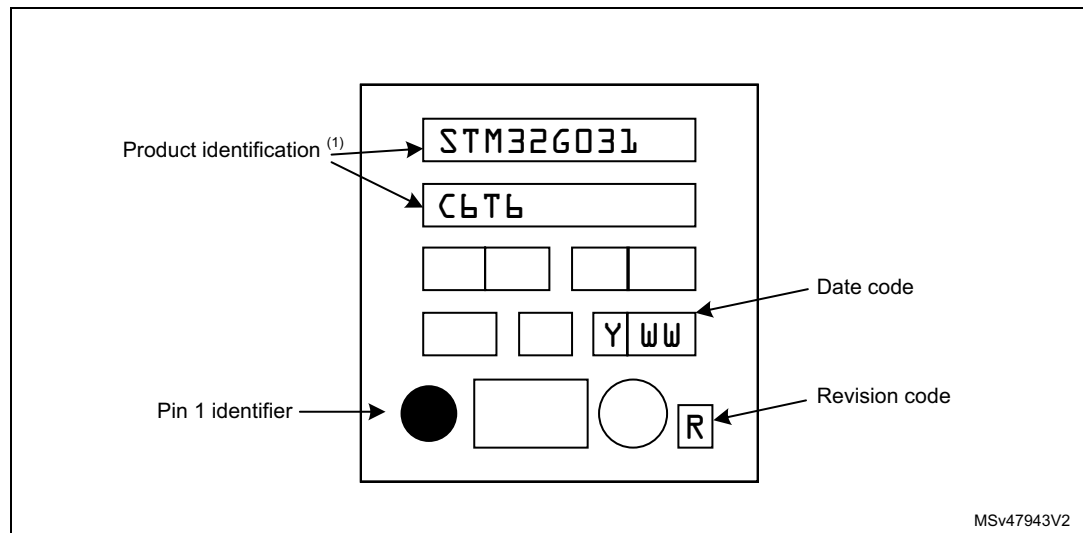 Product identification (1)
STM32G031
C6T6
Date code
Y WW
Pin 1 identifier
Revision code
R
MSv47943V2